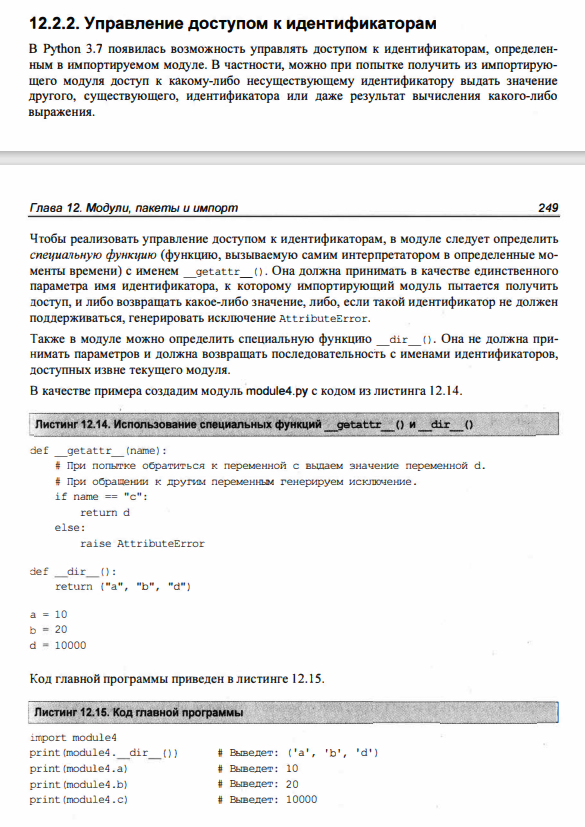 12.2.2. Управление доступом к идентификаторам
В Python 3.7 появилась возможность управлять доступом к идентификаторам, определен-
ным в импортируемом модуле. В частности, можно при попытке получить из импортирую-
щего модуля доступ к какому-либо несуществующему идентификатору выдать значение
другого, существующего, идентификатора или даже результат вычисления какого-либо
выражения.
Глава 12. Модули, пакеты и импорт 249
Чтобы реализовать управление доступом к идентификаторам, в модуле следует определить
специальную функцию (функцию, вызываемую самим интерпретатором в определенные мо-
менты времени) с именем __getattr__(). Она должна принимать в качестве единственного
параметра имя идентификатора, к которому импортирующий модуль пытается получить
доступ, и либо возвращать какое-либо значение, либо, если такой идентификатор не должен
поддерживаться, генерировать исключение AttributeError.
Также в модуле можно определить специальную функцию __dir__(). Она не должна при-
нимать параметров и должна возвращать последовательность с именами идентификаторов,
доступных извне текущего модуля.
В качестве примера создадим модуль module4.py с кодом из листинга 12.14.
Листинг 12.14. Использование специальных функций __getattr__() и __dir__()
def __getattr__(name):
    # При попытке обратиться к переменной c выдаем значение переменной d.
    # При обращении к другим переменным генерируем исключение.
    if name == "c":
        return d
    else:
        raise AttributeError
def __dir__():
    return ("a", "b", "d")
a = 10
b = 20
d = 10000
Код главной программы приведен в листинге 12.15.
Листинг 12.15. Код главной программы
import module4
print(module4.__dir__()) # Выведет: ('a', 'b', 'd')
print(module4.a) # Выведет: 10
print(module4.b) # Выведет: 20
print(module4.c) # Выведет: 10000